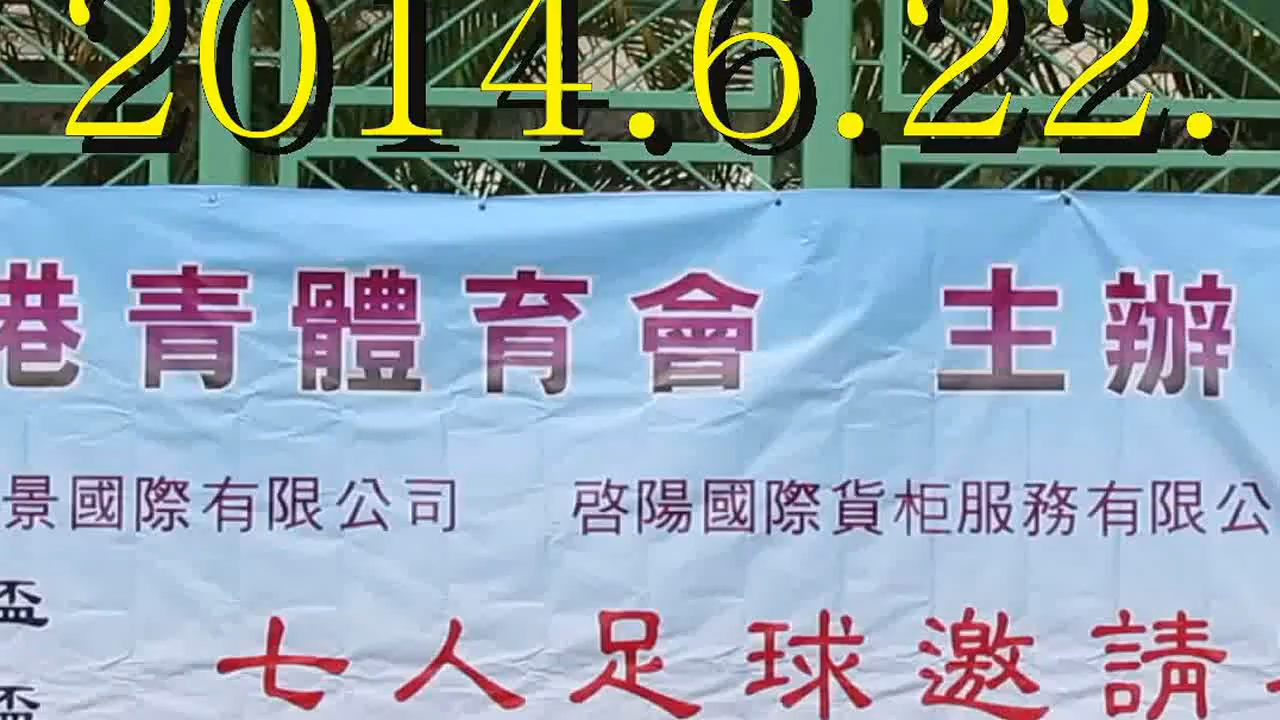 2014.6.22.
港青體育會 主辦
景國際有限公司 啓陽國際貨柜服務有限公
盃 七人足球邀請
盃